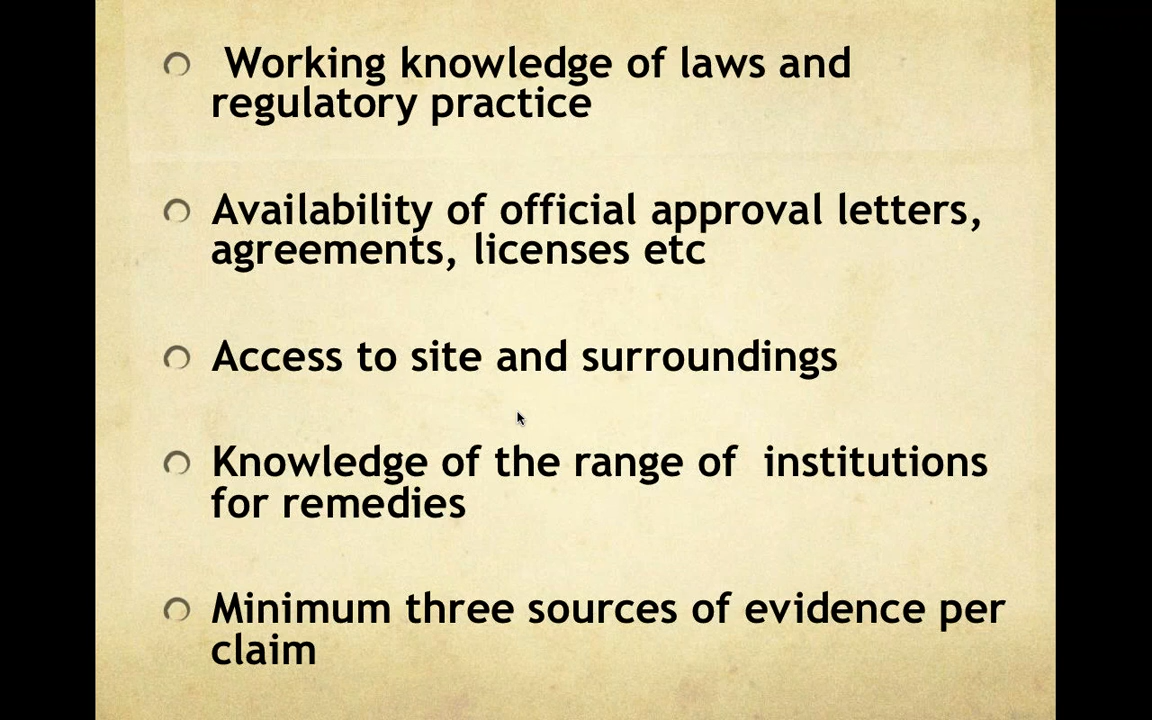 Working knowledge of laws and
regulatory practice
Availability of official approval letters,
agreements, licenses etc
Access to site and surroundings
Knowledge of the range of  institutions
for remedies
Minimum three sources of evidence per
claim